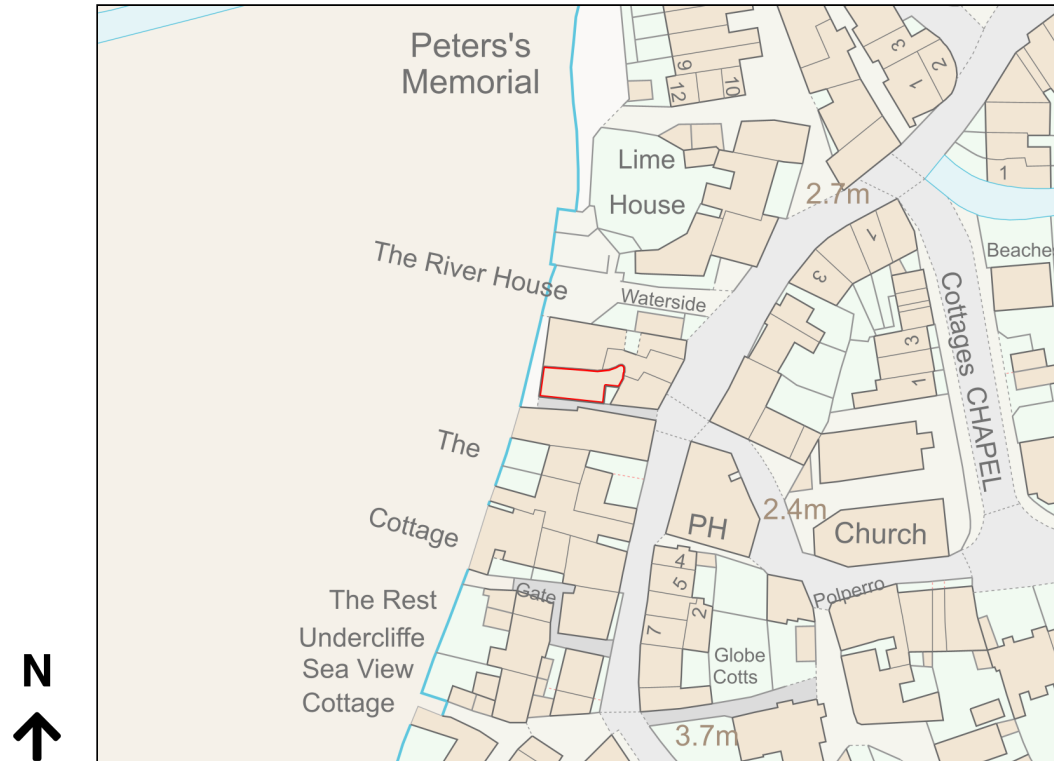 Peter's's
Memorial
9
12
10
3
2
1
Lime
House
1
2.7m
The River House
Waterside
1
3
Beache
Cottages CHAPEL
3
1
The
2.4m
PH
Church
Cottage
4
5
2
7
Gate
Polperro
The Rest
Undercliffe
Sea View
Cottage
Globe
Cotts
3.7m
N